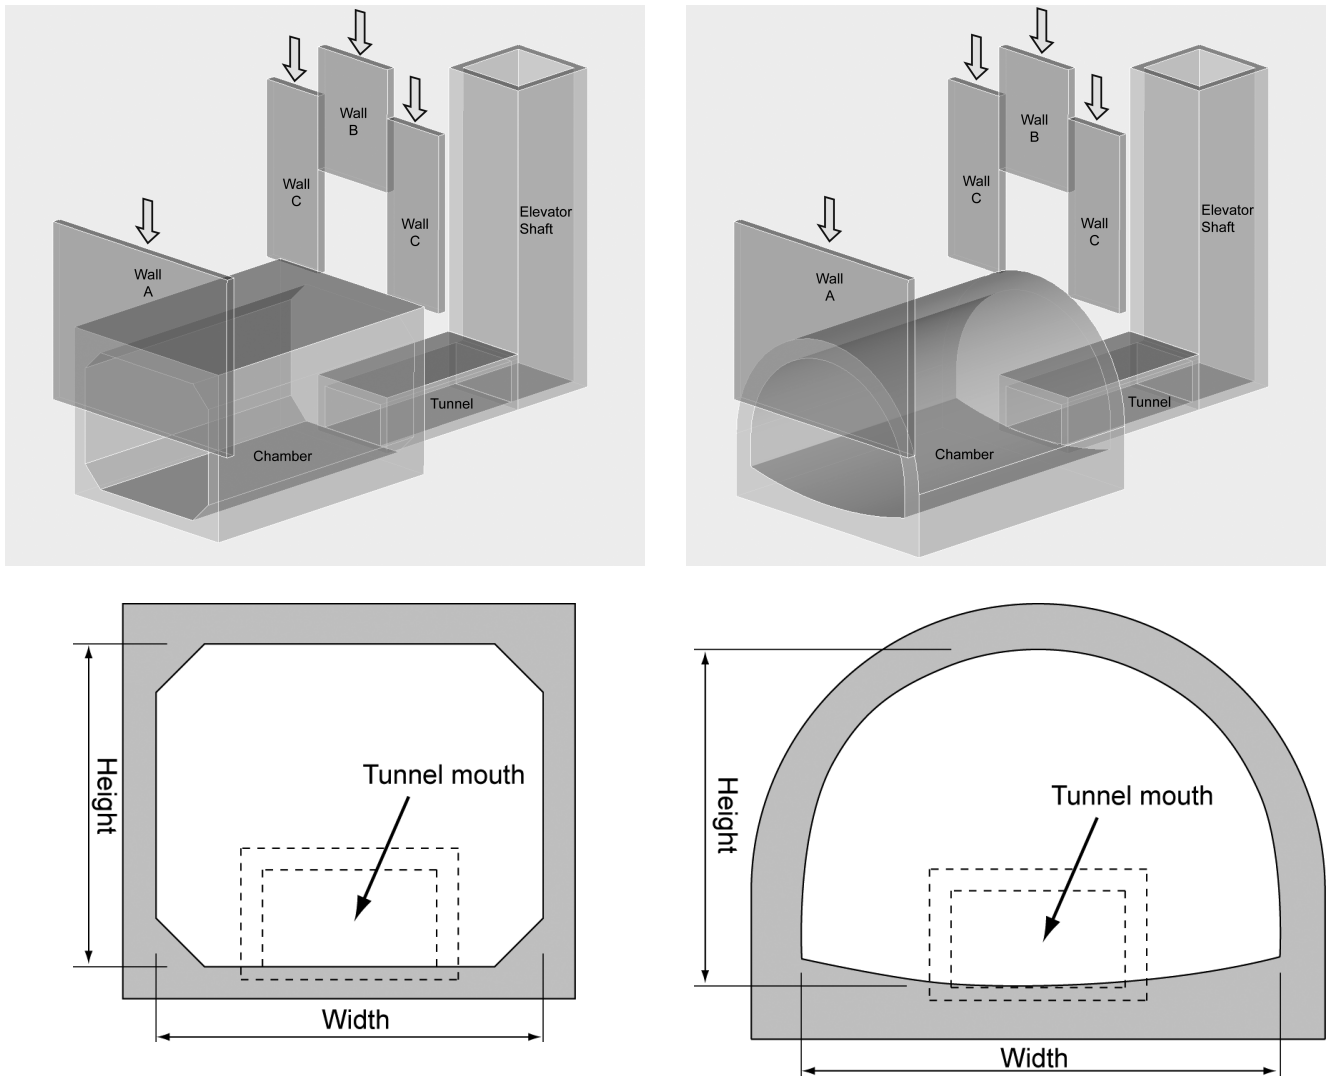 Wall
B
Wall
C
Wall
C
Elevator
Shaft
Wall
A
Tunnel
Chamber
Wall
B
Wall
C
Wall
C
Elevator
Shaft
Wall
A
Tunnel
Chamber
Height
Tunnel mouth
Width
Height
Tunnel mouth
Width